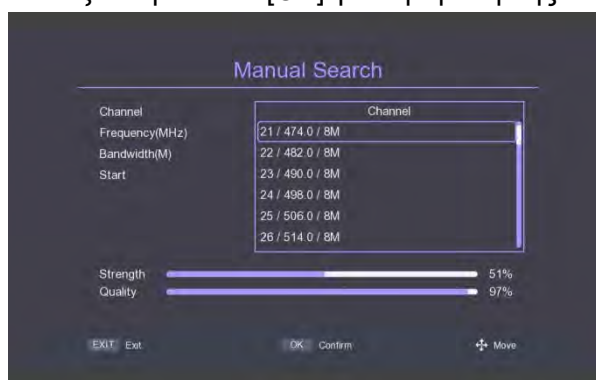 [OK]
Manual Search
Channel
Frequency(MHz)
Bandwidth(M)
Start
Channel
21 / 474.0 / 8M
22 / 482.0 / 8M
23 / 490.0 / 8M
24 / 498.0 / 8M
25 / 506.0 / 8M
26 / 514.0 / 8M
Strength 51%
Quality 97%
EXIT Exit OK Confirm Move